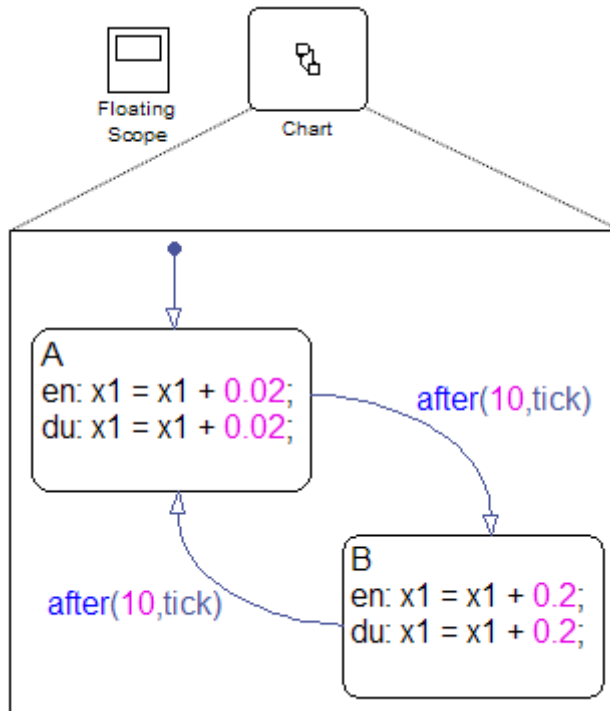 Floating
Scope
Chart
A
en: x1 = x1 + 0.02;
du: x1 = x1 + 0.02;
after(10,tick)
after(10,tick)
B
en: x1 = x1 + 0.2;
du: x1 = x1 + 0.2;